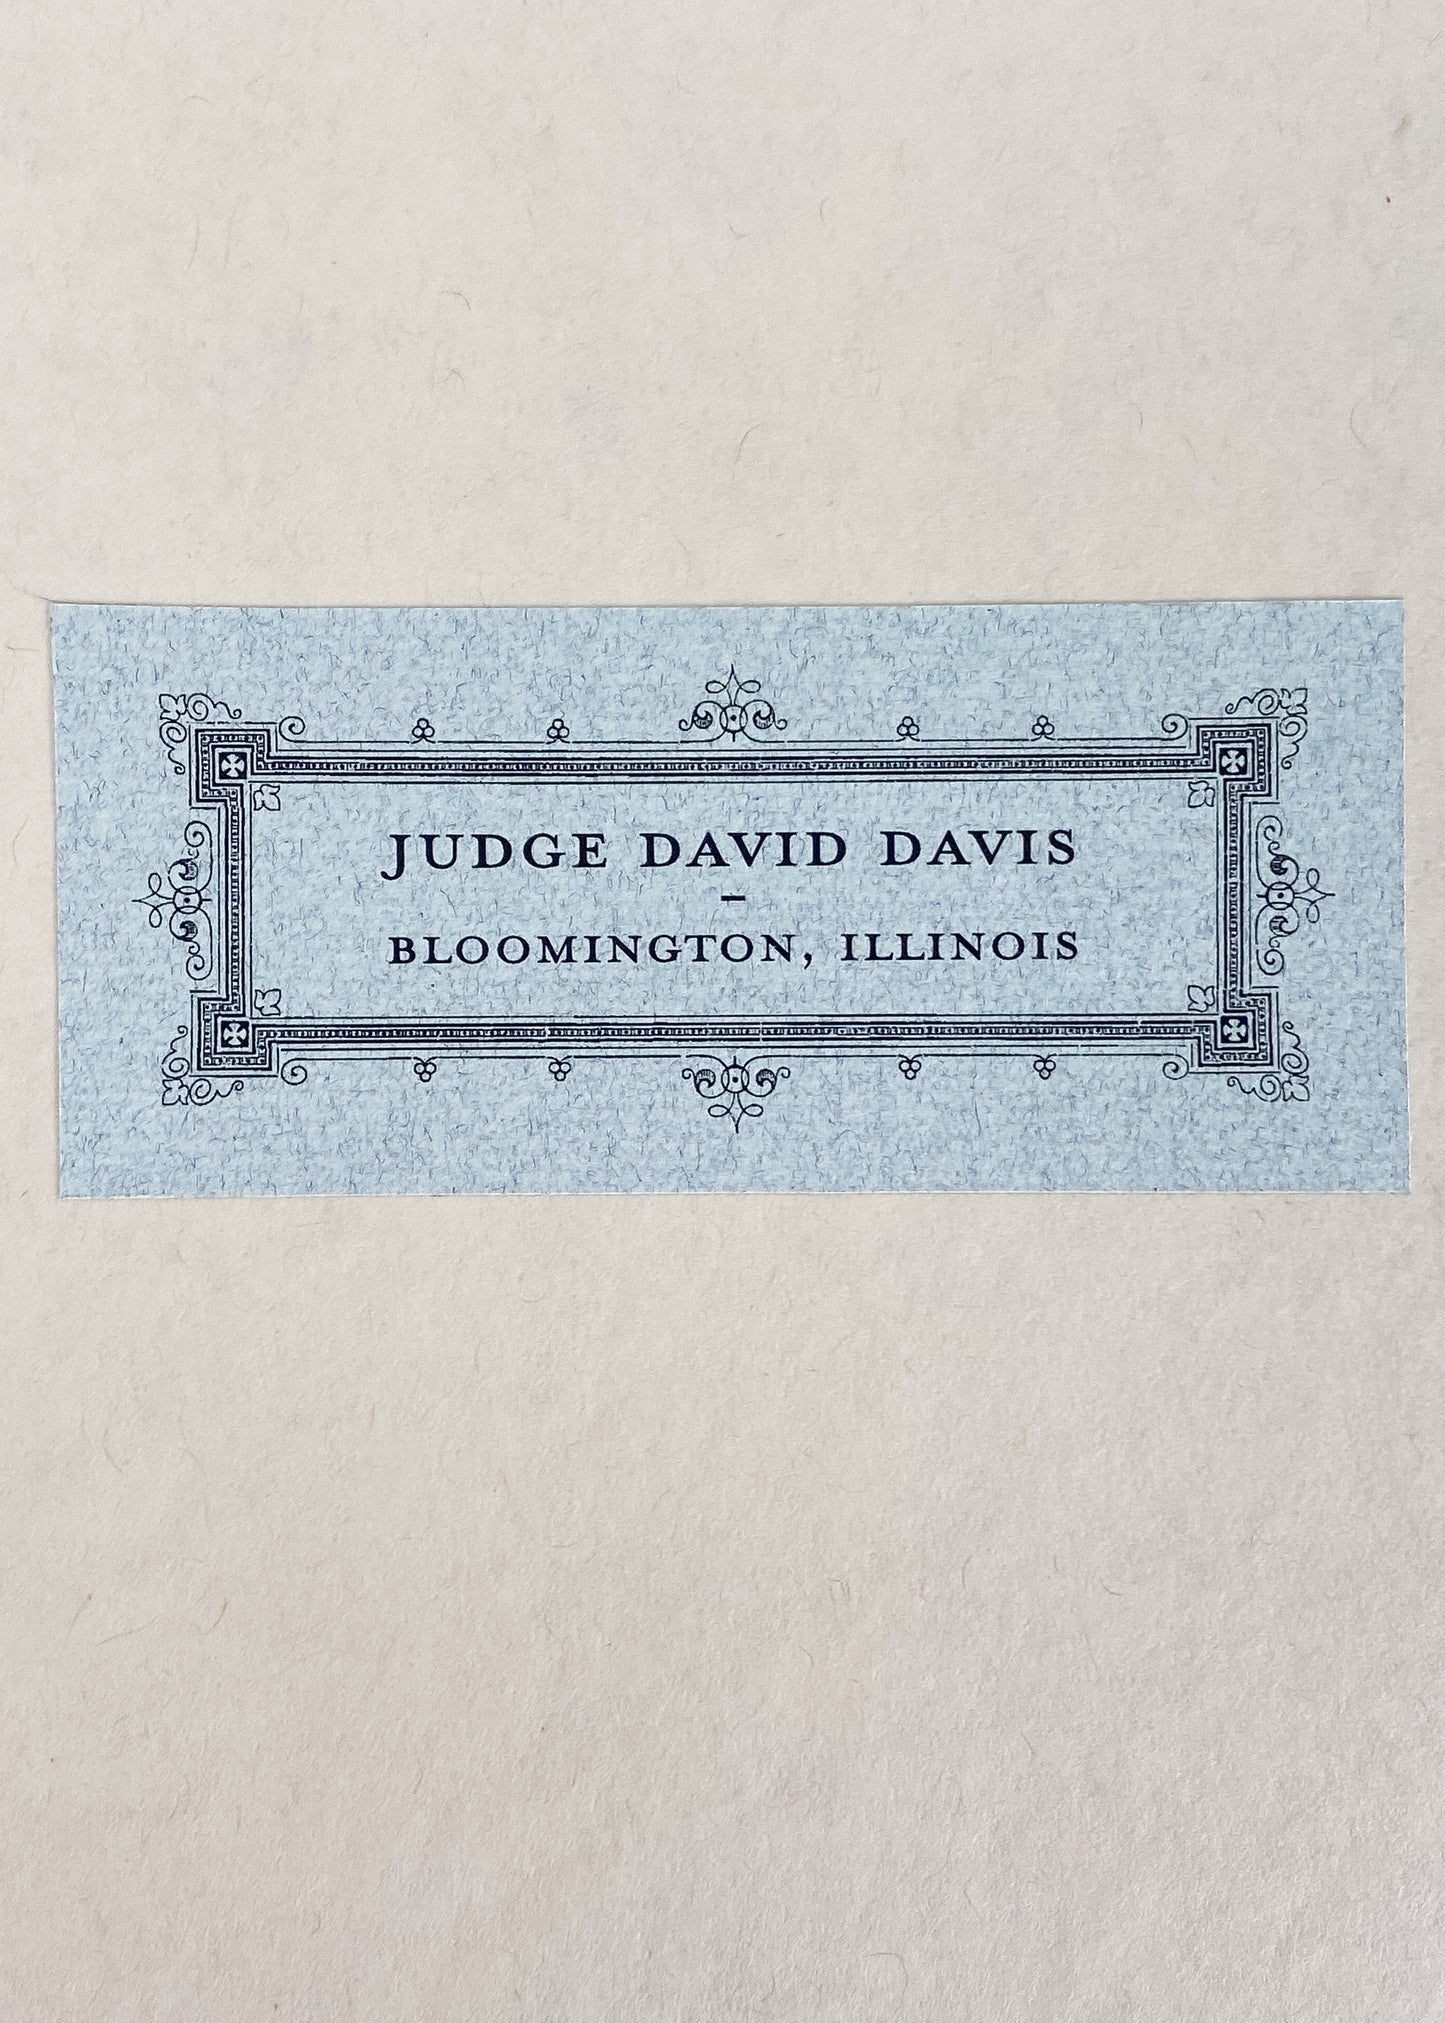 JUDGE DAVID DAVIS
–
BLOOMINGTON, ILLINOIS